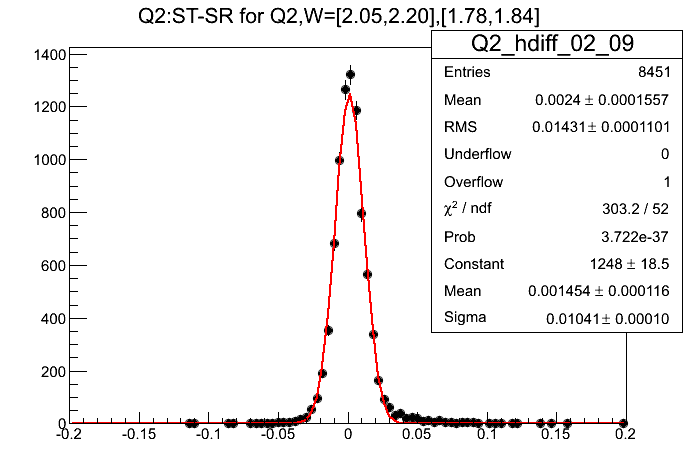 Q2:ST-SR for Q2,W=[2.05,2.20],[1.78,1.84]
Q2_hdiff_02_09
Entries 8451
Mean 0.0024 ± 0.0001557
RMS 0.01431 ± 0.0001101
Underflow 0
Overflow 1
χ² / ndf 303.2 / 52
Prob 3.722e-37
Constant 1248 ± 18.5
Mean 0.001454 ± 0.000116
Sigma 0.01041 ± 0.00010
1400
1200
1000
800
600
400
200
0
-0.2 -0.15 -0.1 -0.05 0 0.05 0.1 0.15 0.2